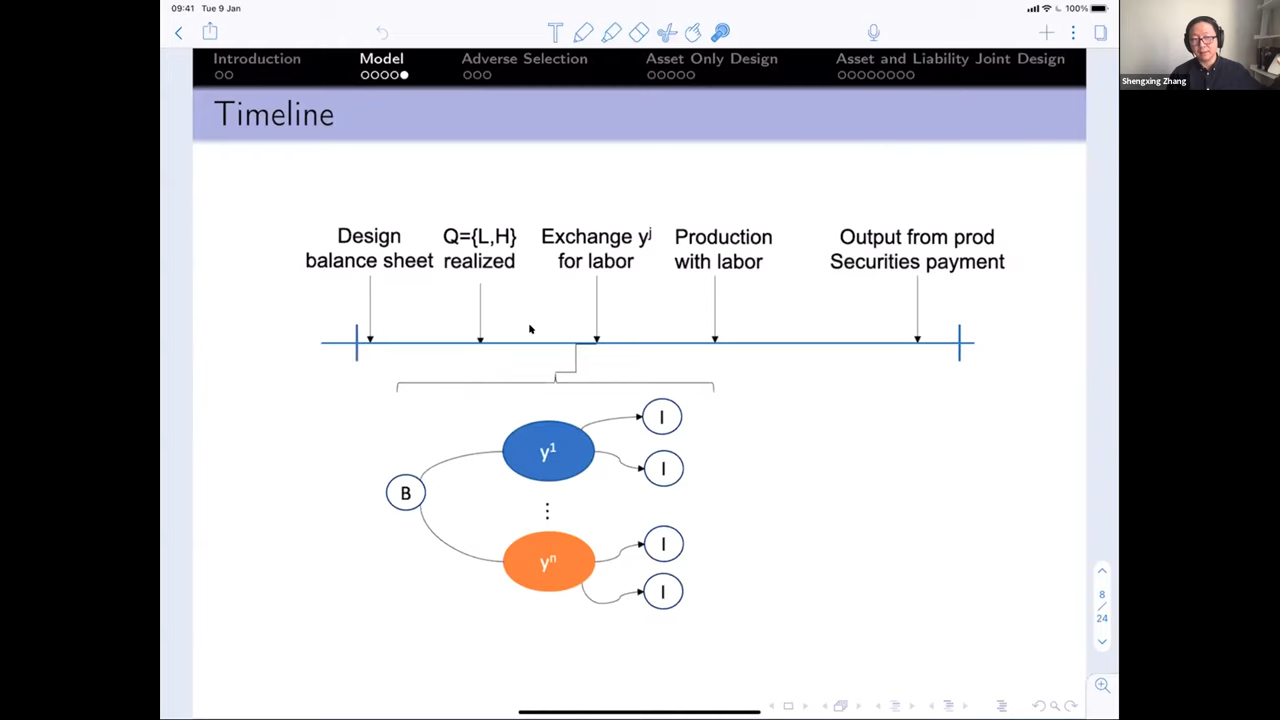 09:41 Tue 9 Jan
100%
Introduction
Model
Adverse Selection
Asset Only Design
Asset and Liability Joint Design
Timeline
Design
balance sheet
Q={L,H}
realized
Exchange yʲ
for labor
Production
with labor
Output from prod
Securities payment
B
y¹
⋮
yⁿ
I
I
I
I
8
/
24
Shengxing Zhang